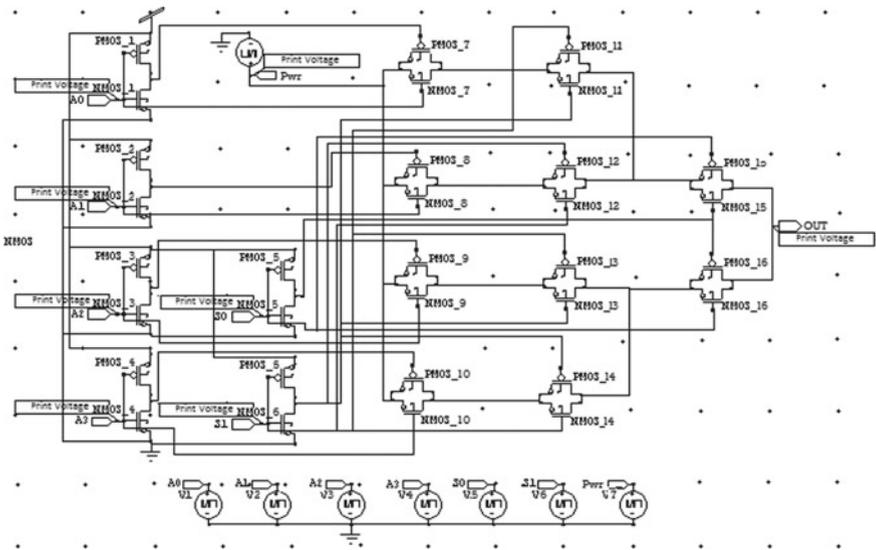 PMOS_1
Print Voltage
NMOS_1
A0
Print Voltage
Pwr
PMOS_7
NMOS_7
PMOS_11
NMOS_11
PMOS_2
Print Voltage
NMOS_2
A1
PMOS_8
NMOS_8
PMOS_12
NMOS_12
PMOS_15
NMOS_15
OUT
Print Voltage
NMOS
PMOS_3
Print Voltage
NMOS_3
A2
PMOS_5
Print Voltage
NMOS_5
S0
PMOS_9
NMOS_9
PMOS_13
NMOS_13
PMOS_16
NMOS_16
PMOS_4
Print Voltage
NMOS_4
A3
PMOS_5
Print Voltage
NMOS_6
S1
PMOS_10
NMOS_10
PMOS_14
NMOS_14
A0 A1 A2 A3 S0 S1 Pwr
V1 V2 V3 V4 V5 V6 V7